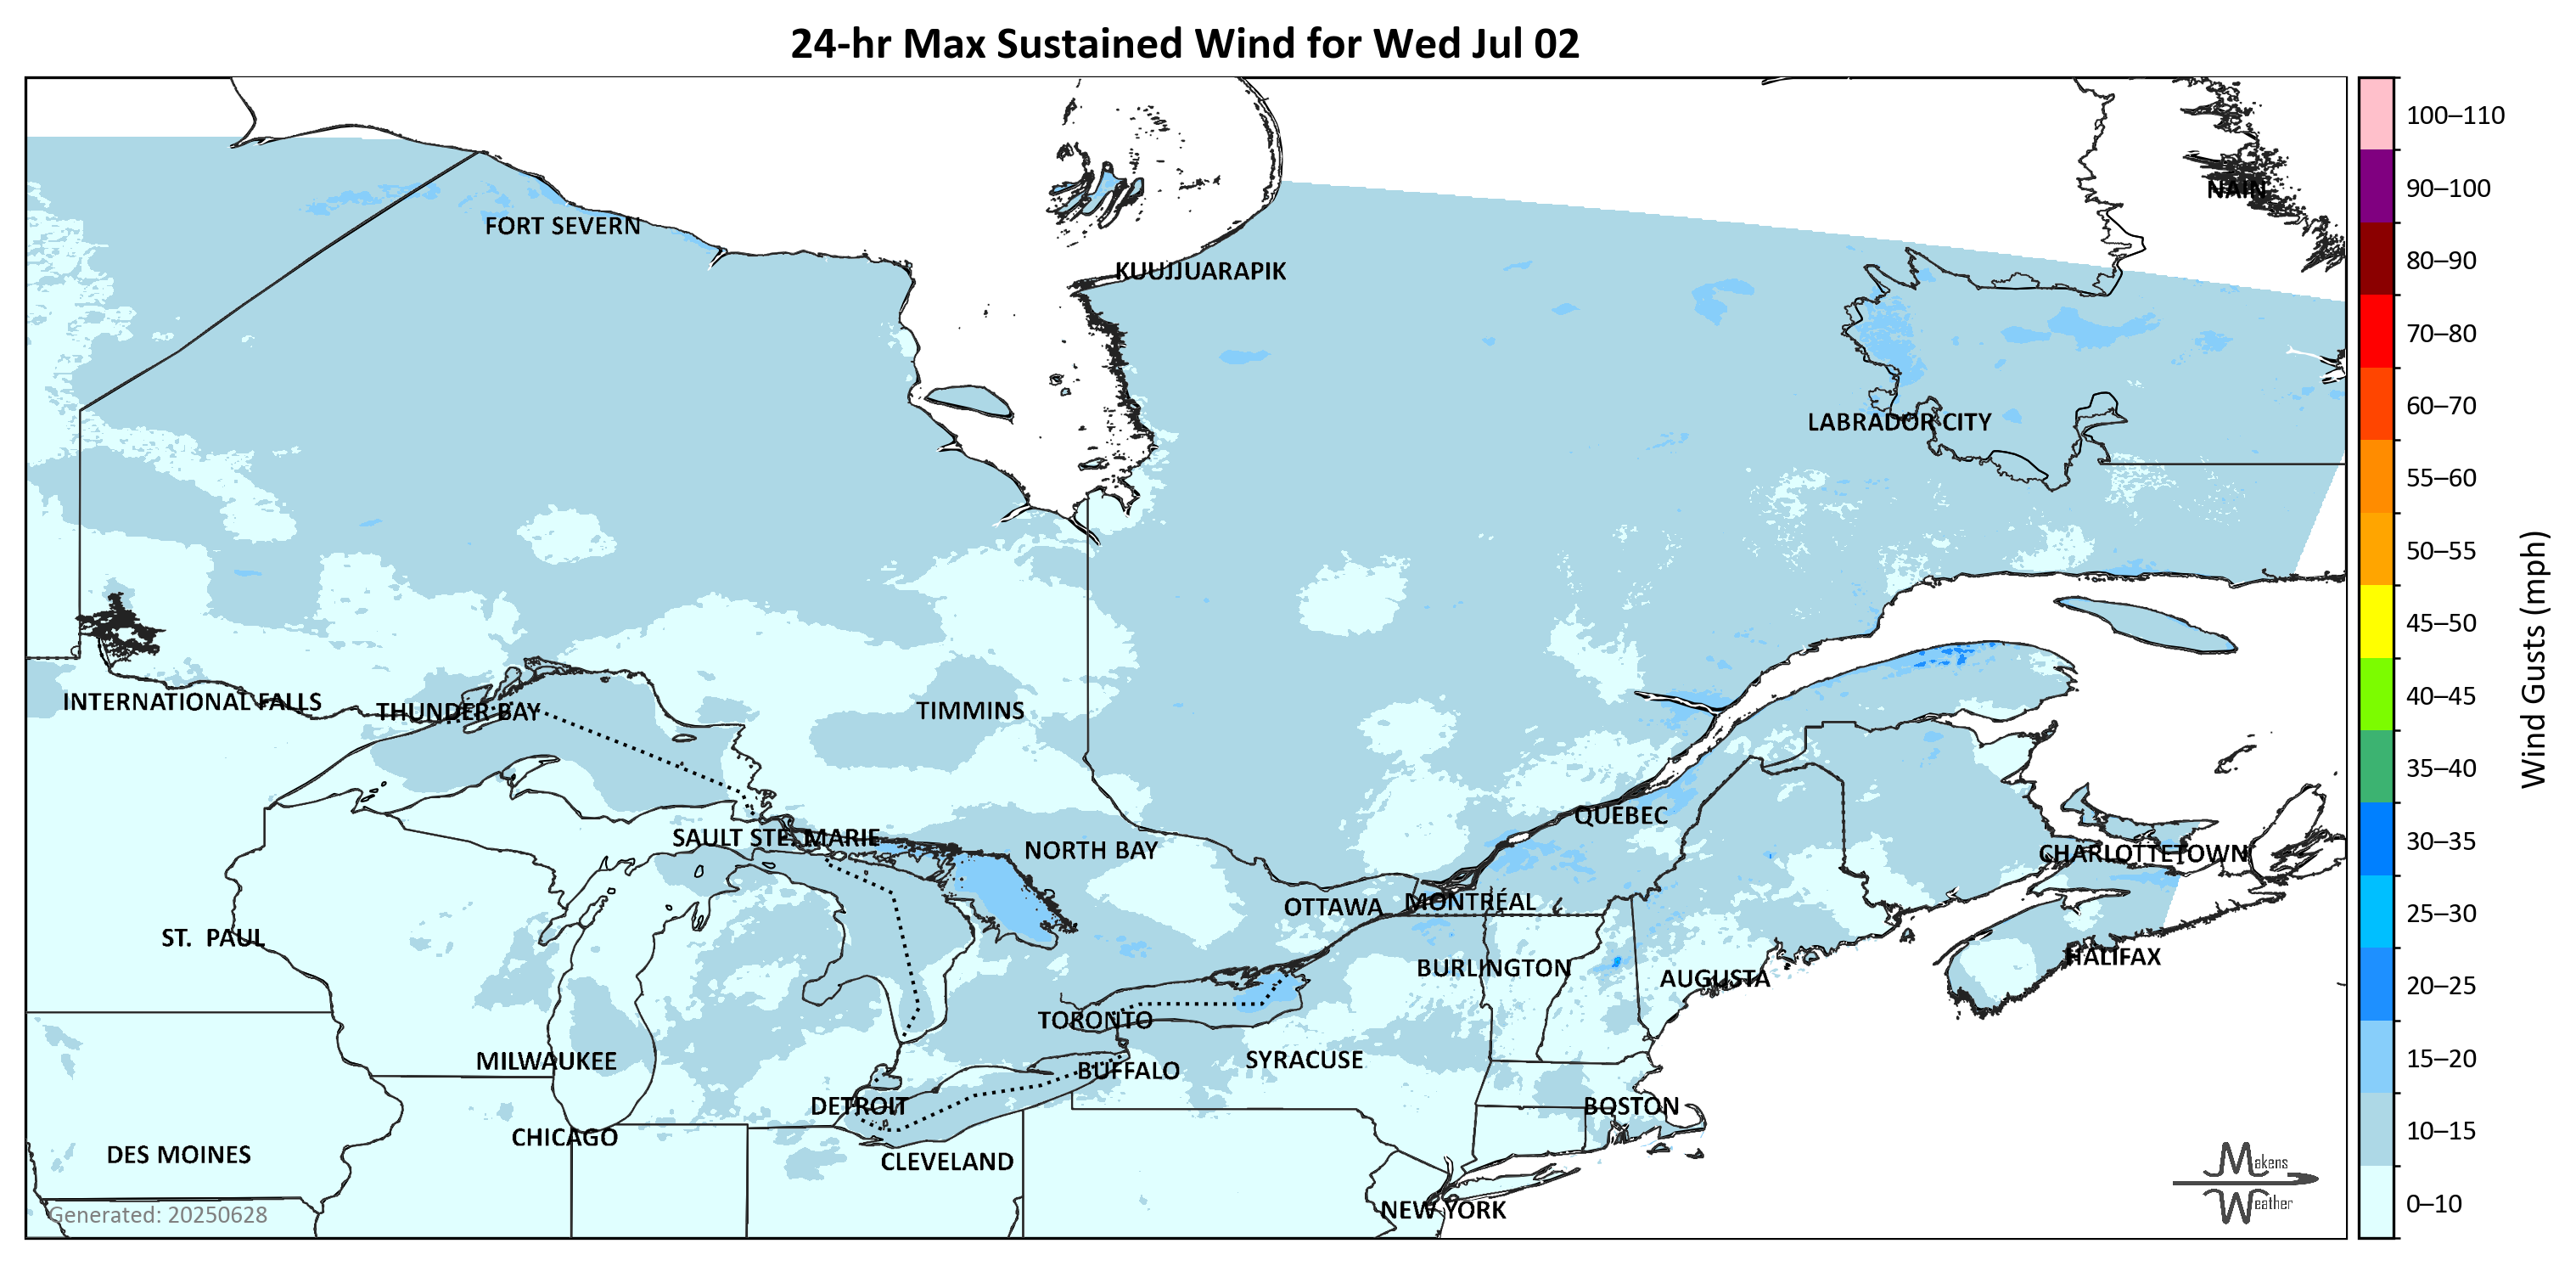 24-hr Max Sustained Wind for Wed Jul 02
100–110
90–100
80–90
70–80
60–70
55–60
50–55
45–50
40–45
35–40
30–35
25–30
20–25
15–20
10–15
0–10
Wind Gusts (mph)
NAIN
FORT SEVERN
KUUJJUARAPIK
LABRADOR CITY
INTERNATIONAL FALLS
THUNDER BAY
TIMMINS
QUEBEC
SAULT STE. MARIE
NORTH BAY
CHARLOTTETOWN
OTTAWA
MONTRÉAL
ST. PAUL
HALIFAX
BURLINGTON
AUGUSTA
TORONTO
MILWAUKEE
SYRACUSE
BUFFALO
DETROIT
BOSTON
CHICAGO
DES MOINES
CLEVELAND
NEW YORK
Makens
Weather
Generated: 20250628